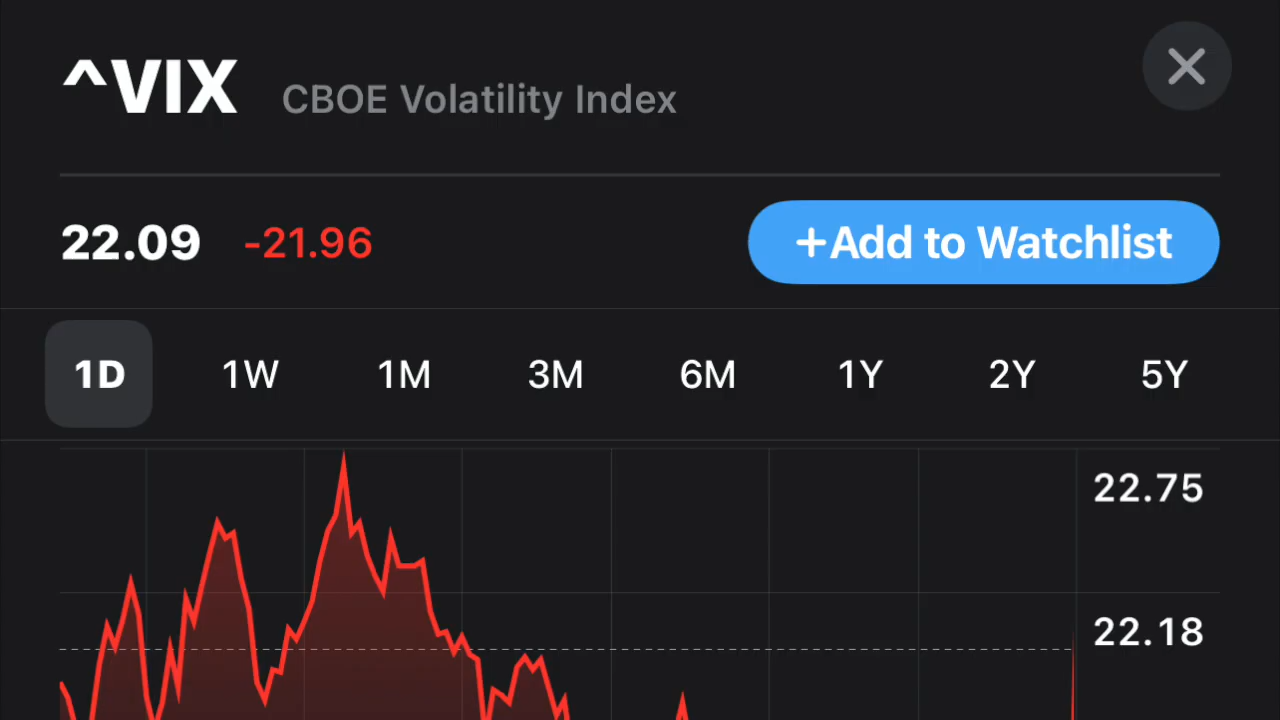 ^VIX CBOE Volatility Index
22.09 -21.96 +Add to Watchlist
1D 1W 1M 3M 6M 1Y 2Y 5Y
22.75
22.18